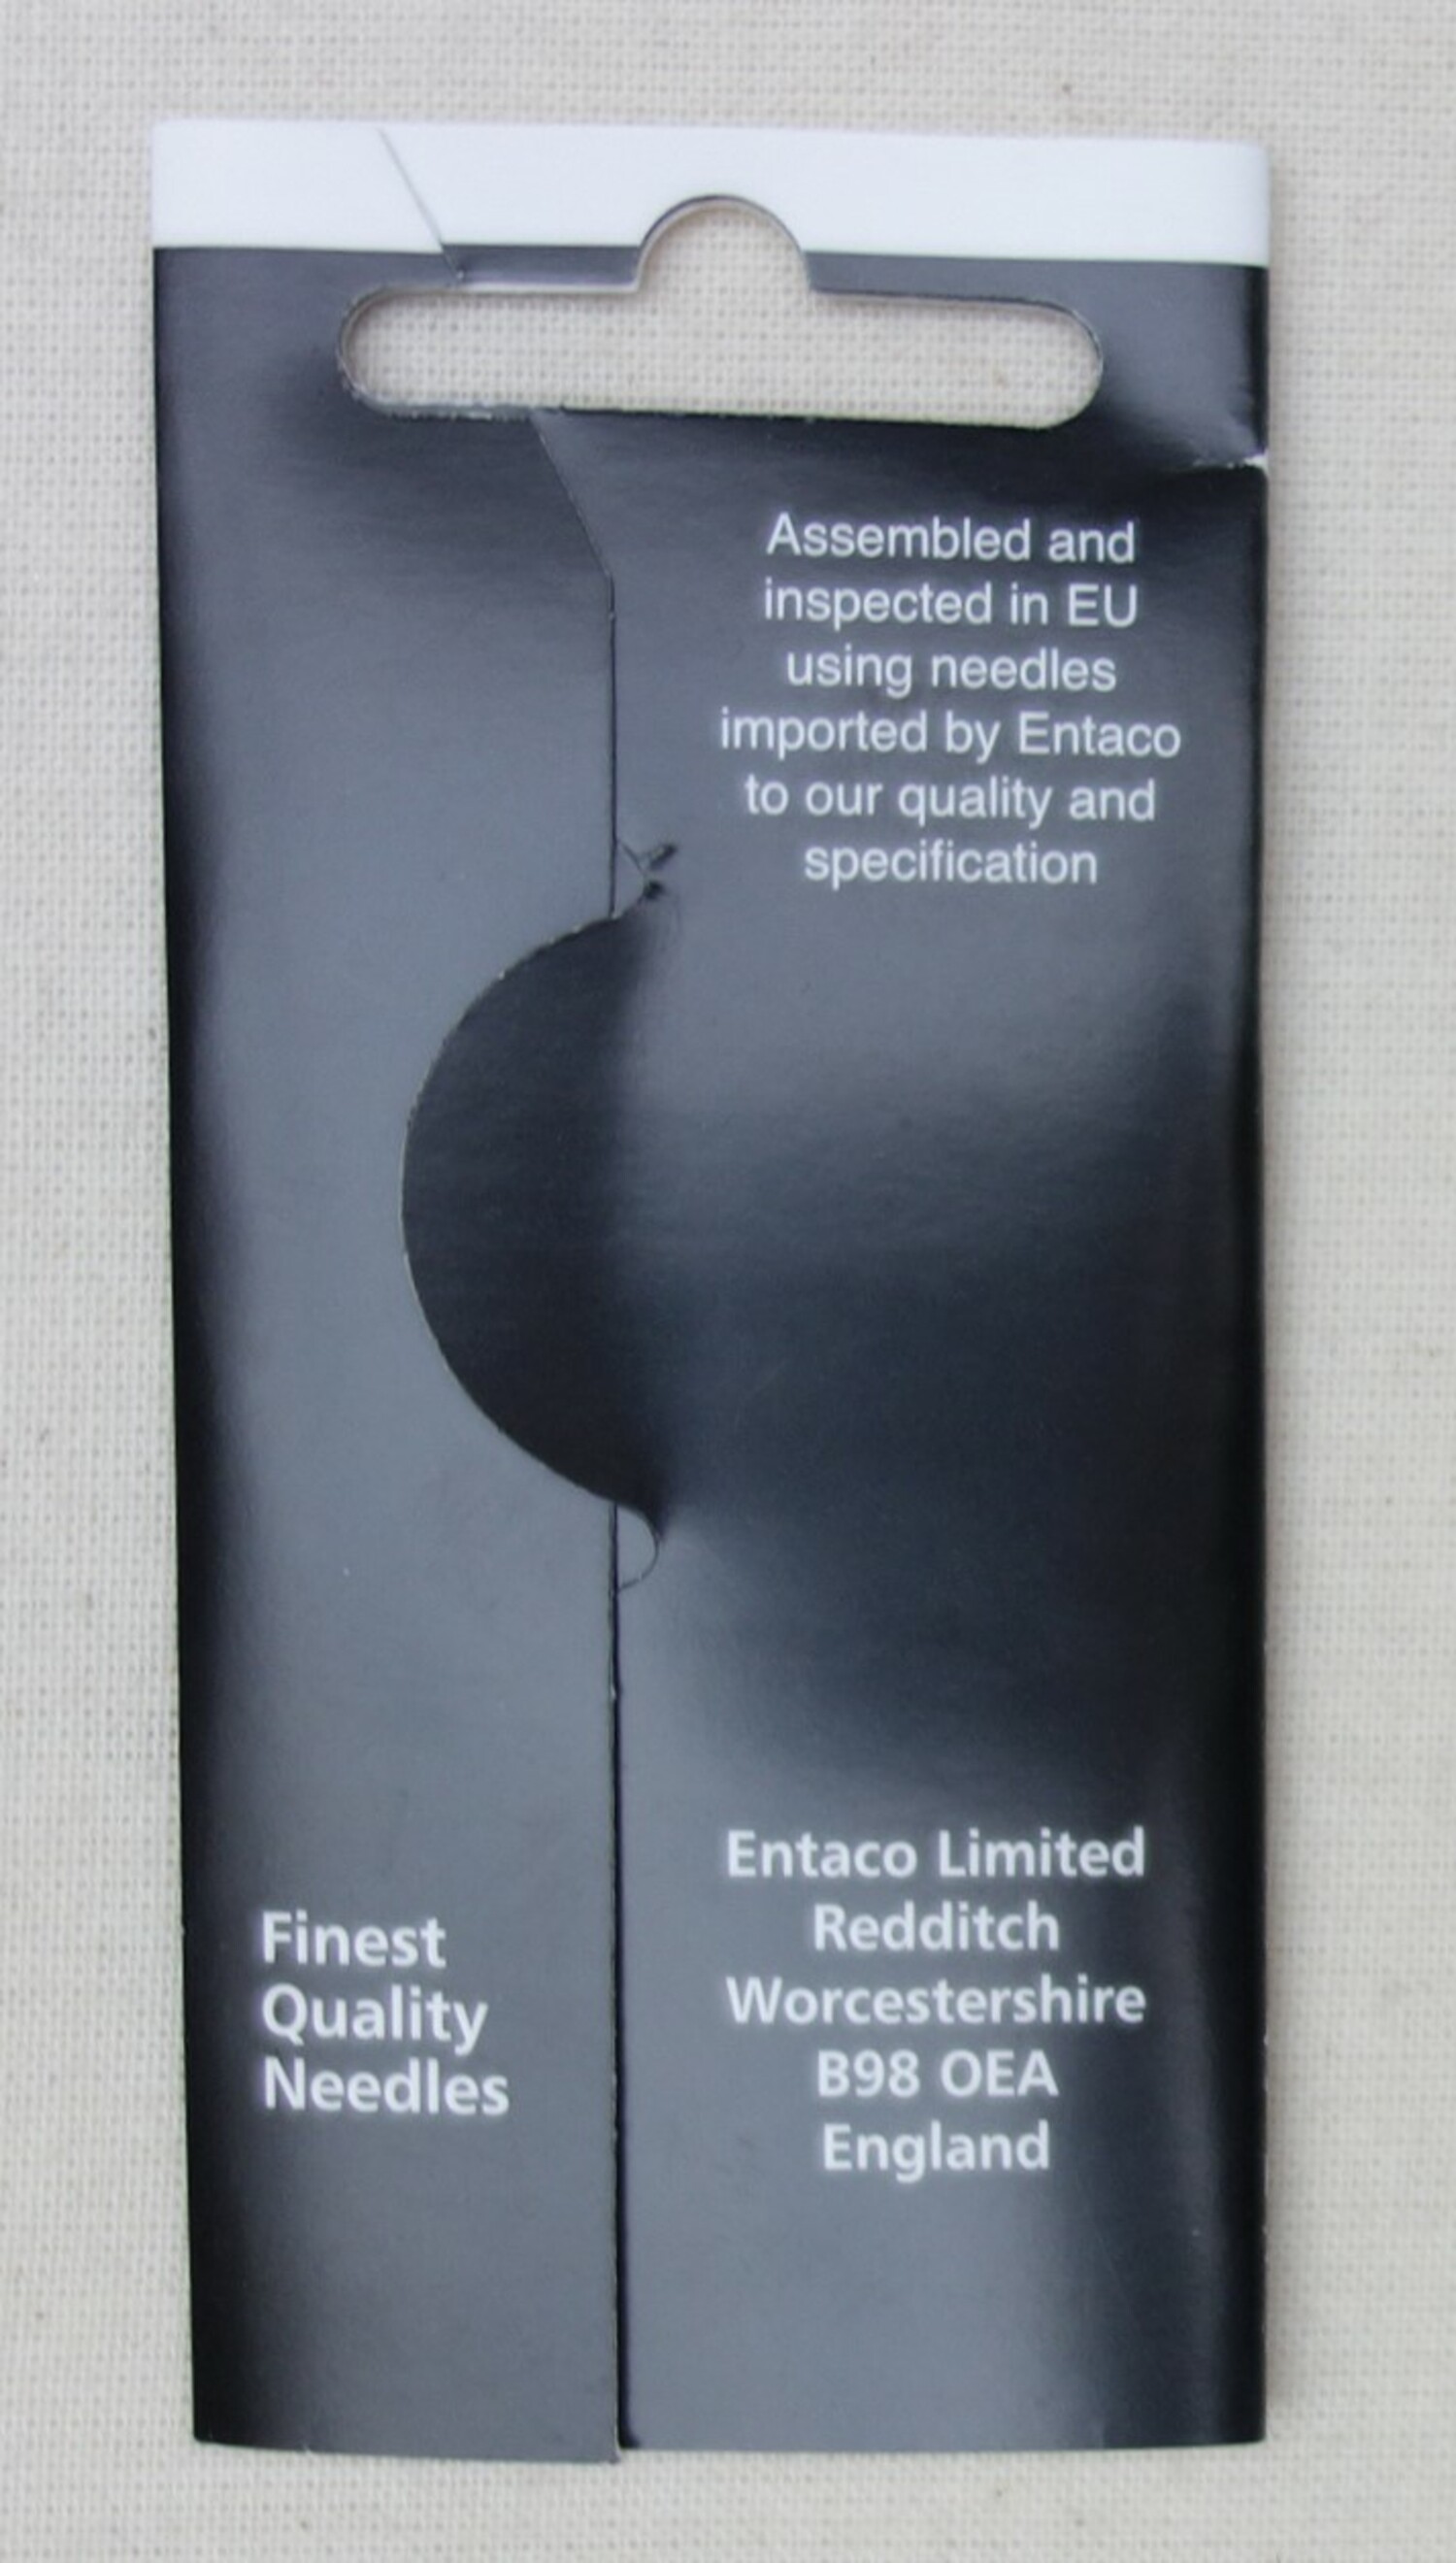 Assembled and
inspected in EU
using needles
imported by Entaco
to our quality and
specification
Finest
Quality
Needles
Entaco Limited
Redditch
Worcestershire
B98 OEA
England